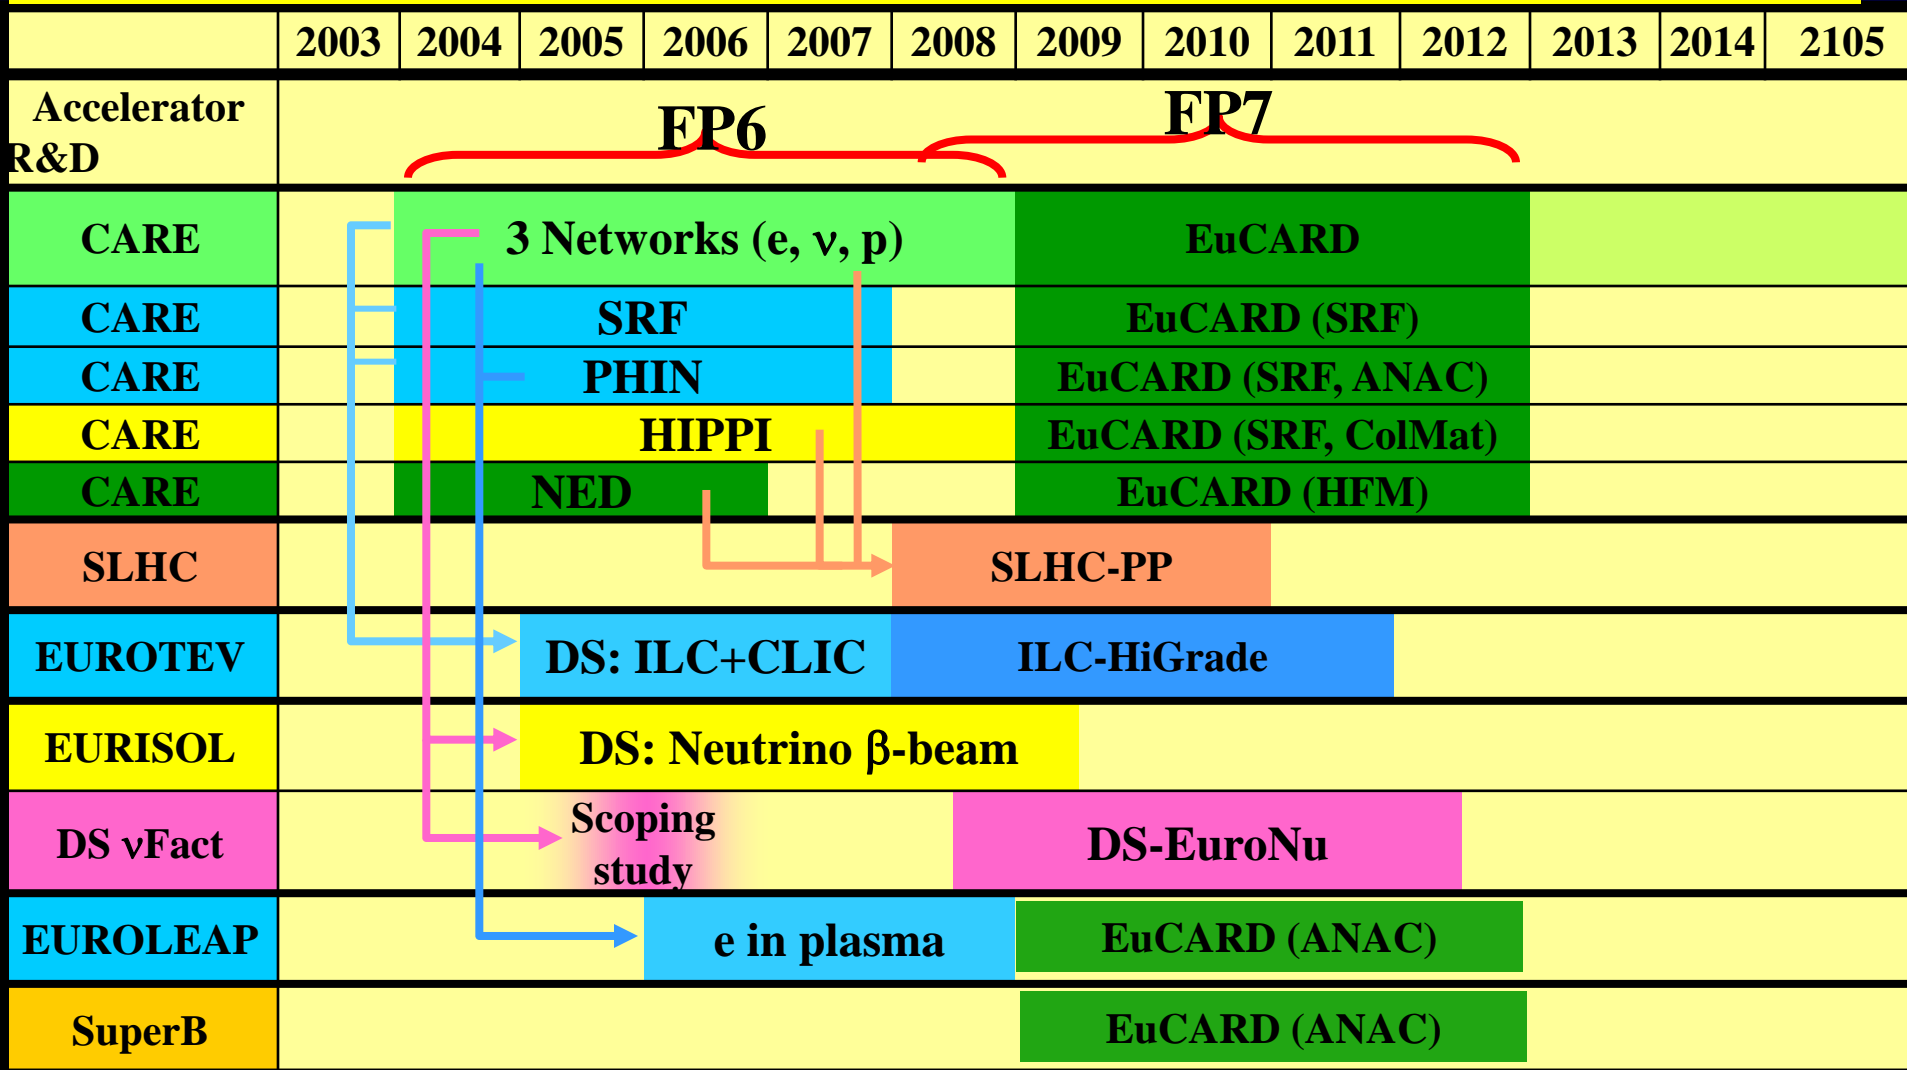 2003 2004 2005 2006 2007 2008 2009 2010 2011 2012 2013 2014 2105
Accelerator
R&D
FP6 FP7
CARE 3 Networks (e, ν, p) EuCARD
CARE SRF EuCARD (SRF)
CARE PHIN EuCARD (SRF, ANAC)
CARE HIPPI EuCARD (SRF, ColMat)
CARE NED EuCARD (HFM)
SLHC SLHC-PP
EUROTEV DS: ILC+CLIC ILC-HiGrade
EURISOL DS: Neutrino β-beam
DS νFact Scoping
study DS-EuroNu
EUROLEAP e in plasma EuCARD (ANAC)
SuperB EuCARD (ANAC)